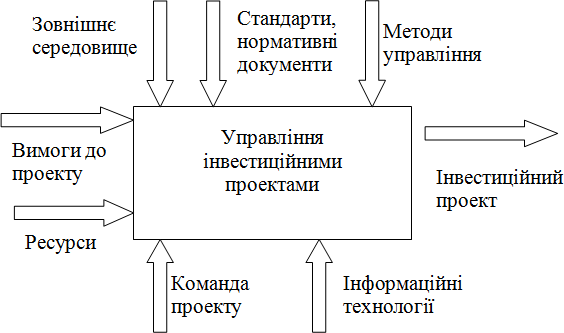 Зовнішнє
середовище
Стандарти,
нормативні
документи
Методи
управління
Вимоги до
проекту
Управління
інвестиційними
проектами
Інвестиційний
проект
Ресурси
Команда
проекту
Інформаційні
технології